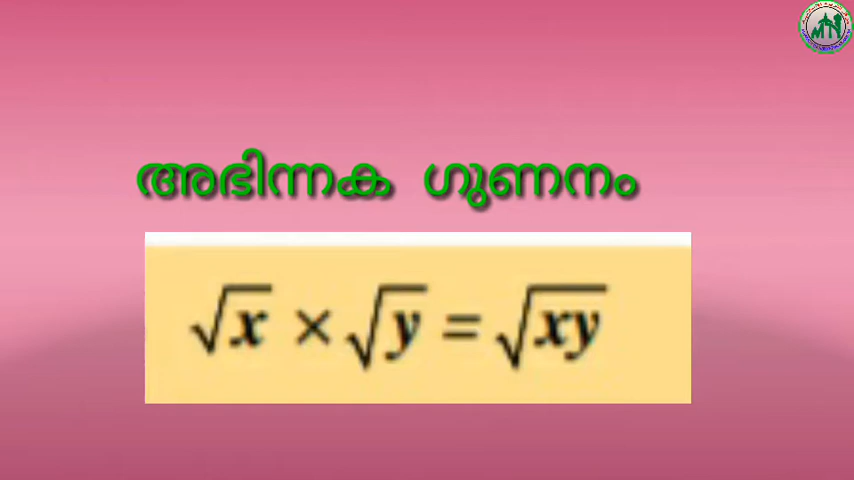 അഭിന്നക ഗുണനം
√x × √y = √xy